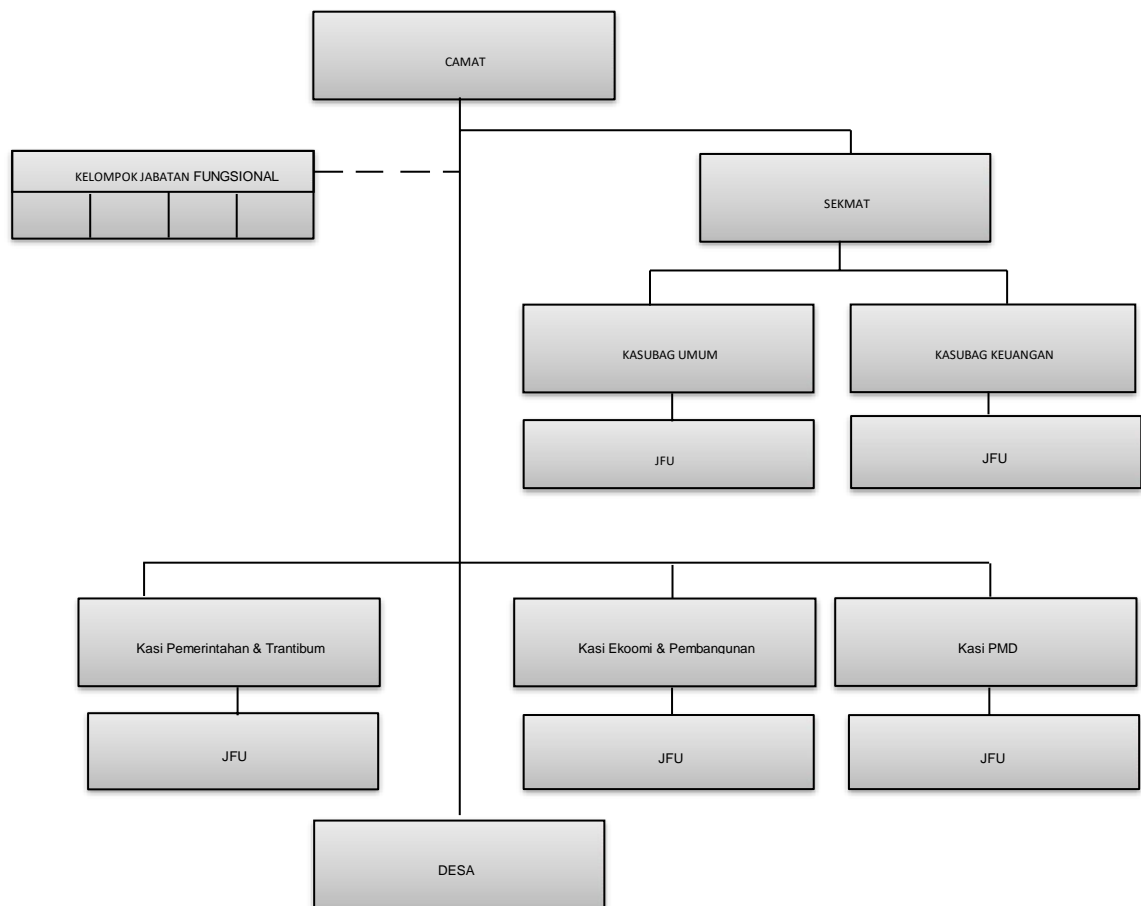 CAMAT
KELOMPOK JABATAN FUNGSIONAL
SEKMAT
KASUBAG UMUM
KASUBAG KEUANGAN
JFU
JFU
Kasi Pemerintahan & Trantibum
Kasi Ekoomi & Pembangunan
Kasi PMD
JFU
JFU
JFU
DESA